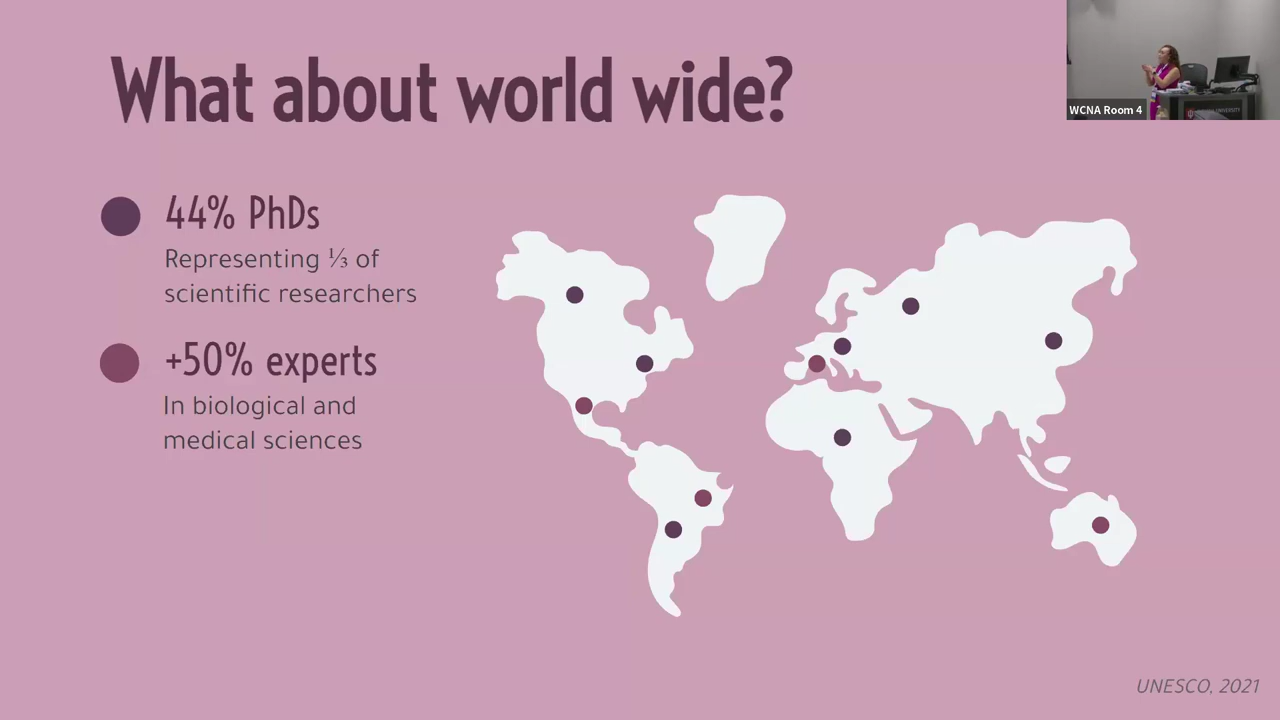 What about world wide?
WCNA Room 4
44% PhDs
Representing ⅓ of
scientific researchers
+50% experts
In biological and
medical sciences
UNESCO, 2021